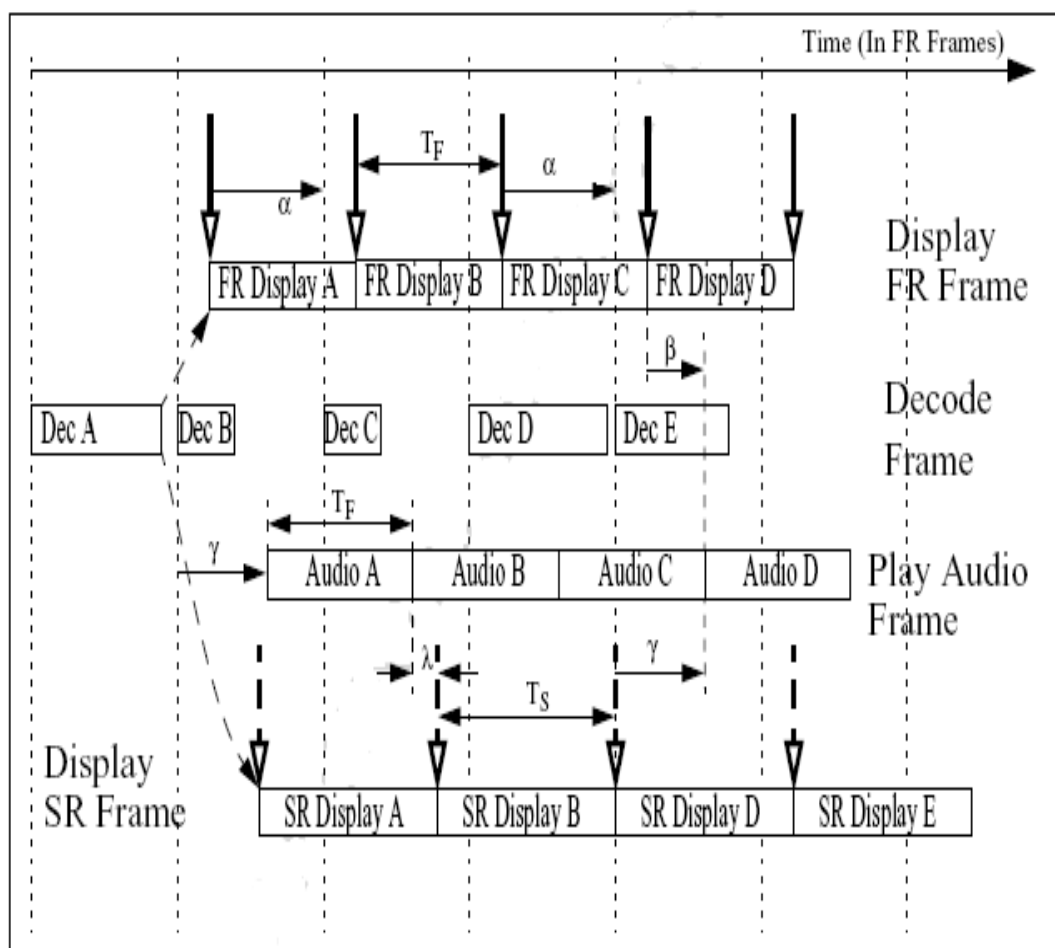 Time (In FR Frames)
T_F
α
α
FR Display A
FR Display B
FR Display C
FR Display D
Display
FR Frame
β
Dec A
Dec B
Dec C
Dec D
Dec E
Decode
Frame
T_F
γ
Audio A
Audio B
Audio C
Audio D
Play Audio
Frame
λ
γ
T_S
Display
SR Frame
SR Display A
SR Display B
SR Display D
SR Display E